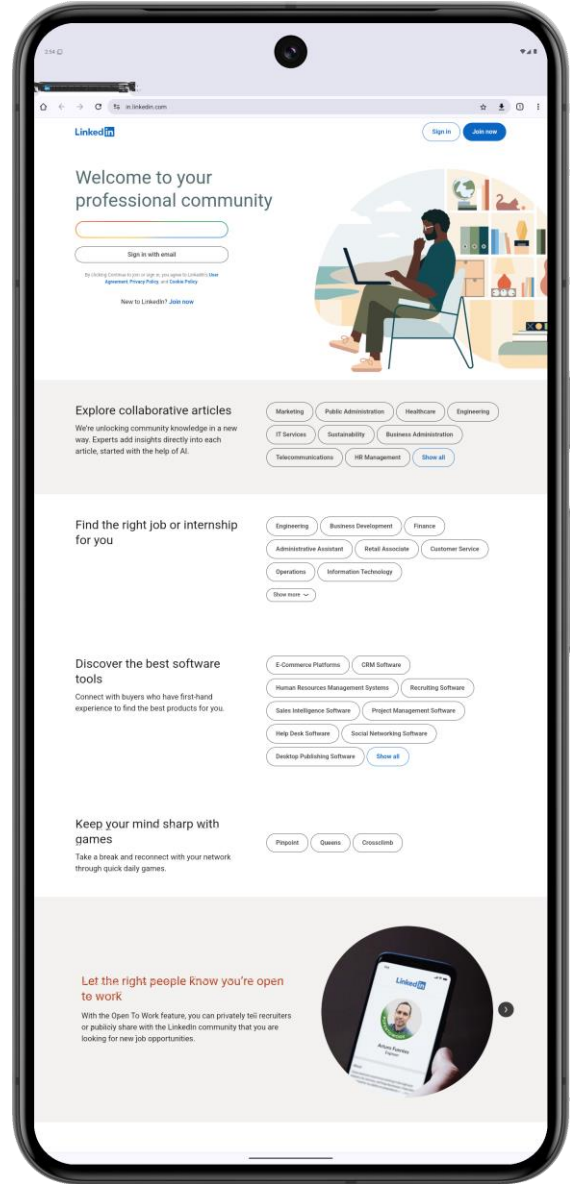 2:54
in.linkedin.com
LinkedIn
Sign in
Join now
Welcome to your
professional community
Sign in with email
By clicking Continue to join or sign in, you agree to LinkedIn's User
Agreement, Privacy Policy, and Cookie Policy.
New to LinkedIn? Join now
Explore collaborative articles
We're unlocking community knowledge in a new
way. Experts add insights directly into each
article, started with the help of AI.
Marketing Public Administration Healthcare Engineering
IT Services Sustainability Business Administration
Telecommunications HR Management Show all
Find the right job or internship
for you
Engineering Business Development Finance
Administrative Assistant Retail Associate Customer Service
Operations Information Technology
Show more
Discover the best software
tools
Connect with buyers who have first-hand
experience to find the best products for you.
E-Commerce Platforms CRM Software
Human Resources Management Systems Recruiting Software
Sales Intelligence Software Project Management Software
Help Desk Software Social Networking Software
Desktop Publishing Software Show all
Keep your mind sharp with
games
Take a break and reconnect with your network
through quick daily games.
Pinpoint Queens Crossclimb
Let the right people know you're open
to work
With the Open To Work feature, you can privately tell recruiters
or publicly share with the LinkedIn community that you are
looking for new job opportunities.
LinkedIn
Engineer